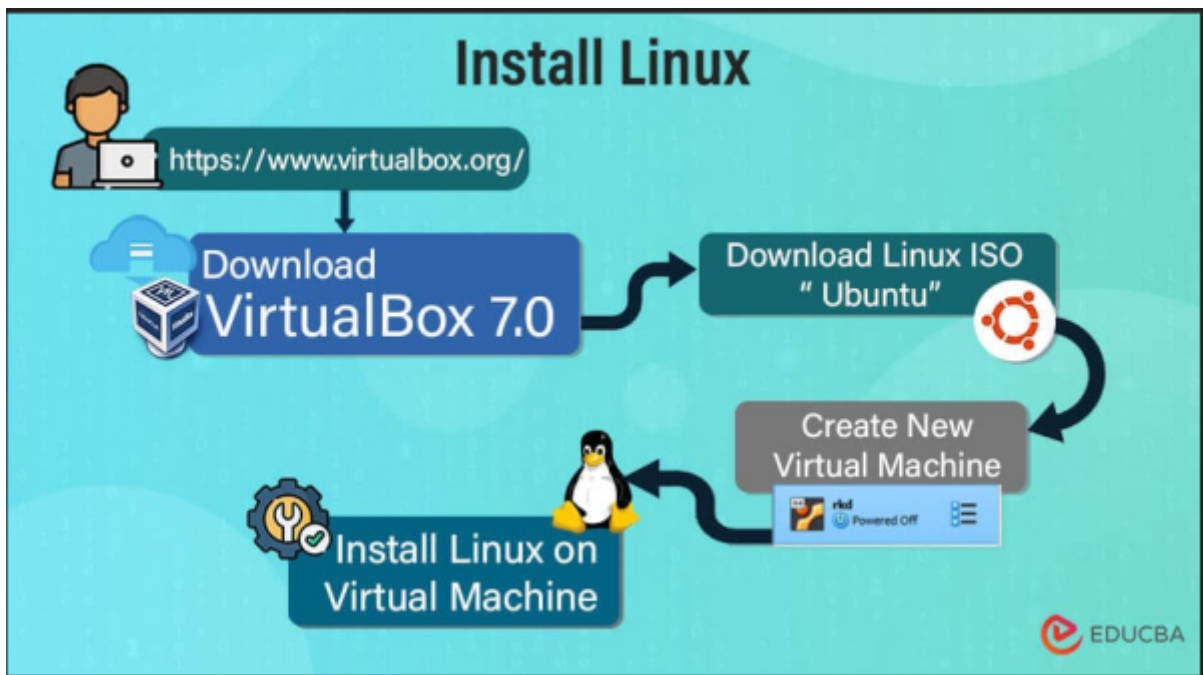 Install Linux
https://www.virtualbox.org/
Download
VirtualBox 7.0
Download Linux ISO
“ Ubuntu”
Create New
Virtual Machine
rkd
Powered Off
Install Linux on
Virtual Machine
EDUCBA